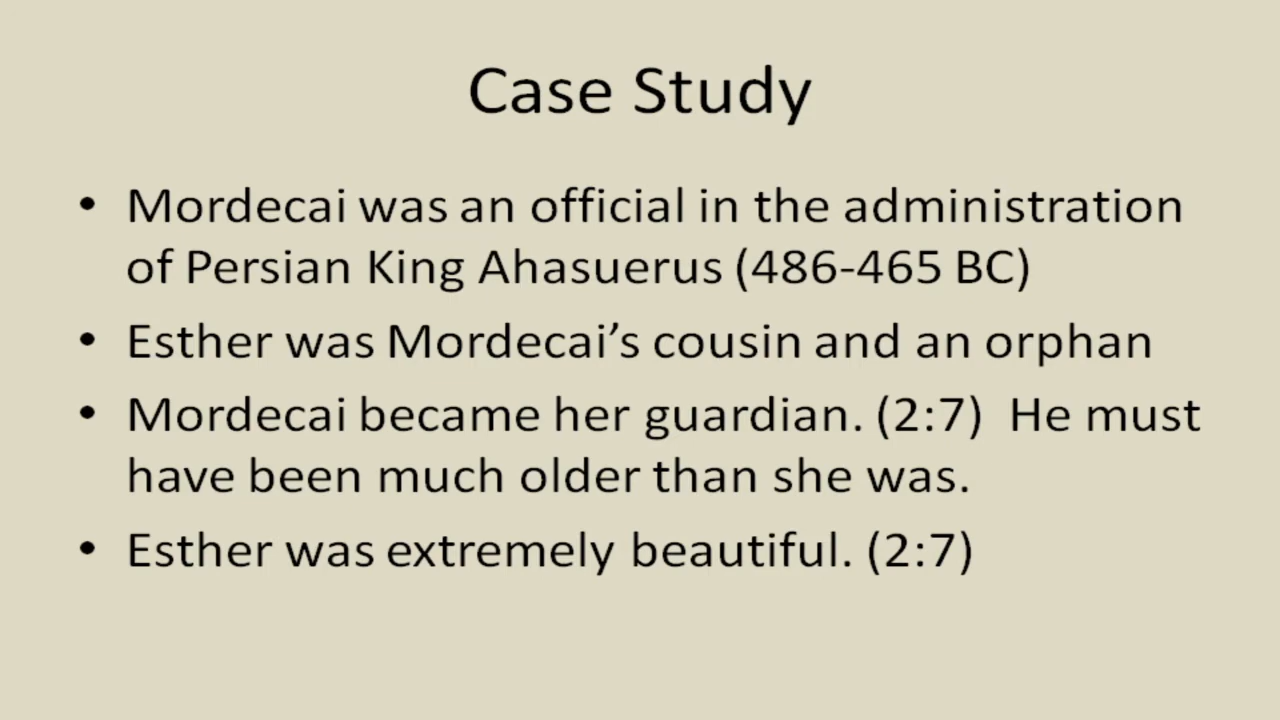 Case Study
• Mordecai was an official in the administration
of Persian King Ahasuerus (486-465 BC)
• Esther was Mordecai’s cousin and an orphan
• Mordecai became her guardian. (2:7)  He must
have been much older than she was.
• Esther was extremely beautiful. (2:7)